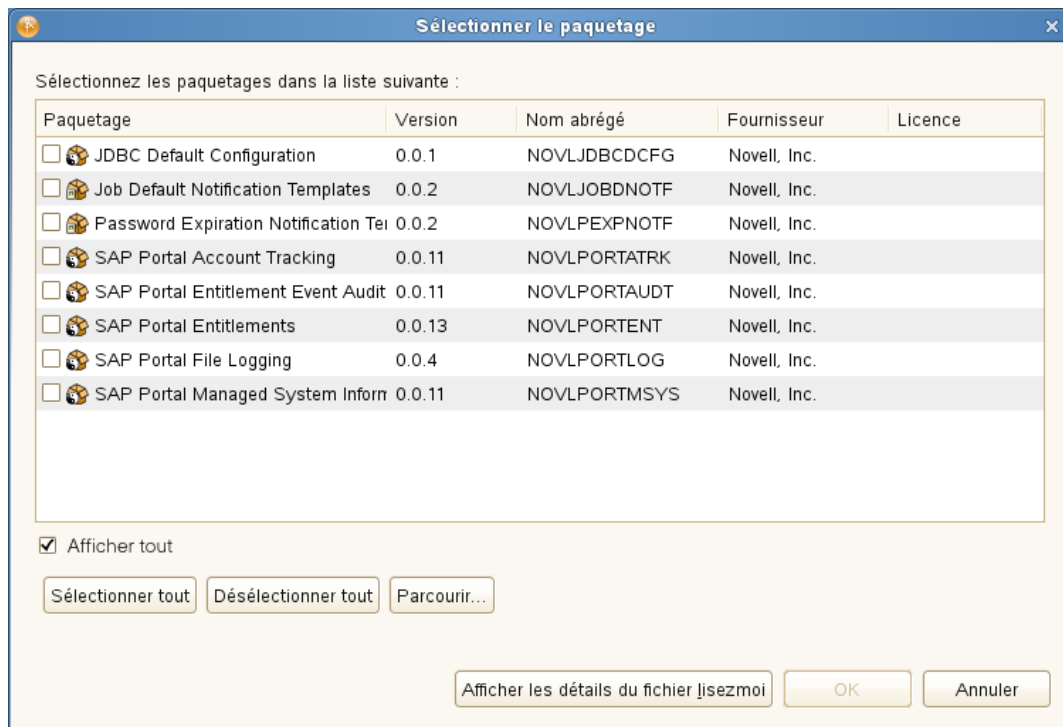 Sélectionner le paquetage
Sélectionnez les paquetages dans la liste suivante :
Paquetage Version Nom abrégé Fournisseur Licence
JDBC Default Configuration 0.0.1 NOVLJDBCDCFG Novell, Inc.
Job Default Notification Templates 0.0.2 NOVLJOBDNOTF Novell, Inc.
Password Expiration Notification Te 0.0.2 NOVLPEXPNOTF Novell, Inc.
SAP Portal Account Tracking 0.0.11 NOVLPORTATRK Novell, Inc.
SAP Portal Entitlement Event Audit 0.0.11 NOVLPORTAUDT Novell, Inc.
SAP Portal Entitlements 0.0.13 NOVLPORTENT Novell, Inc.
SAP Portal File Logging 0.0.4 NOVLPORTLOG Novell, Inc.
SAP Portal Managed System Inform 0.0.11 NOVLPORTMSYS Novell, Inc.
Afficher tout
Sélectionner tout Désélectionner tout Parcourir...
Afficher les détails du fichier lisezmoi OK Annuler